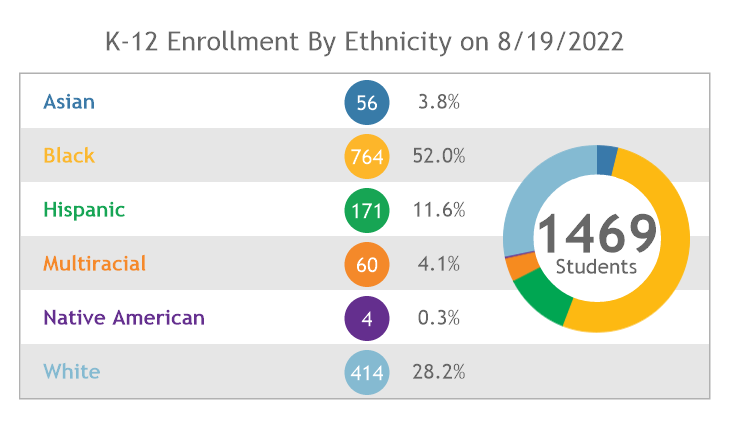 K-12 Enrollment By Ethnicity on 8/19/2022
Asian 56 3.8%
Black 764 52.0%
Hispanic 171 11.6%
Multiracial 60 4.1%
Native American 4 0.3%
White 414 28.2%
1469
Students